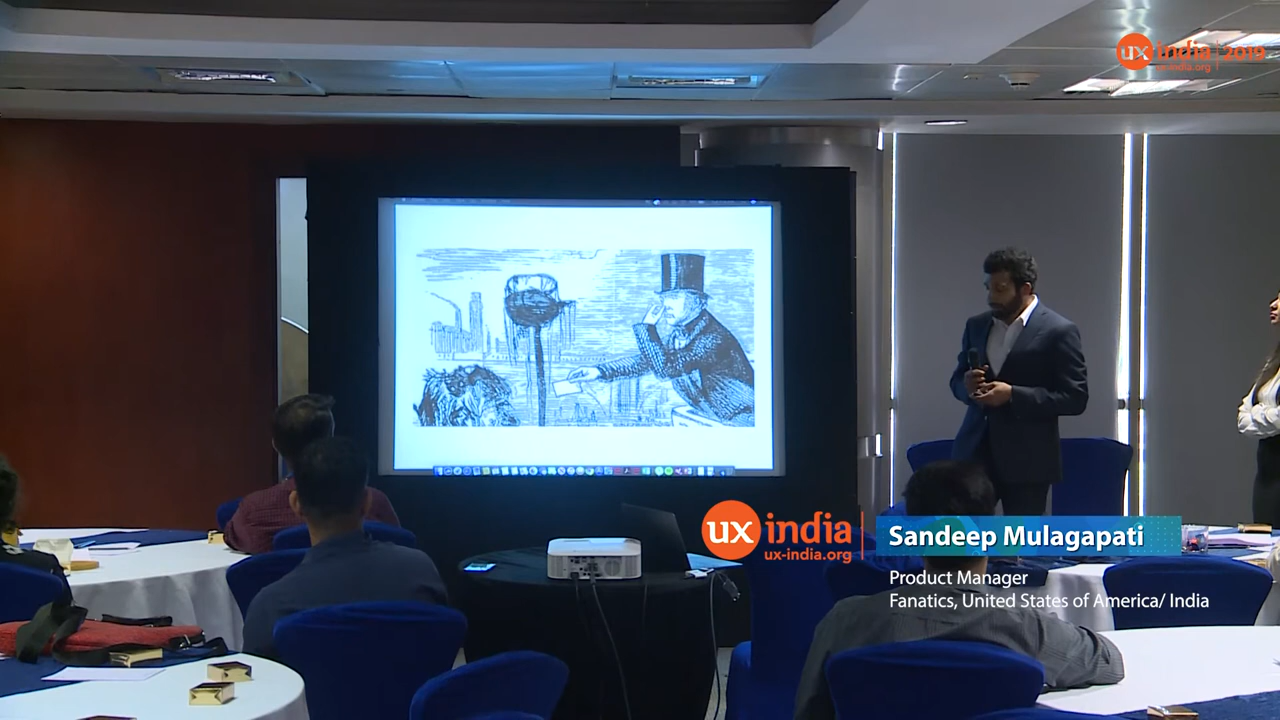 ux india 2019
ux-india.org
ux india
ux-india.org
Sandeep Mulagapati
Product Manager
Fanatics, United States of America/ India